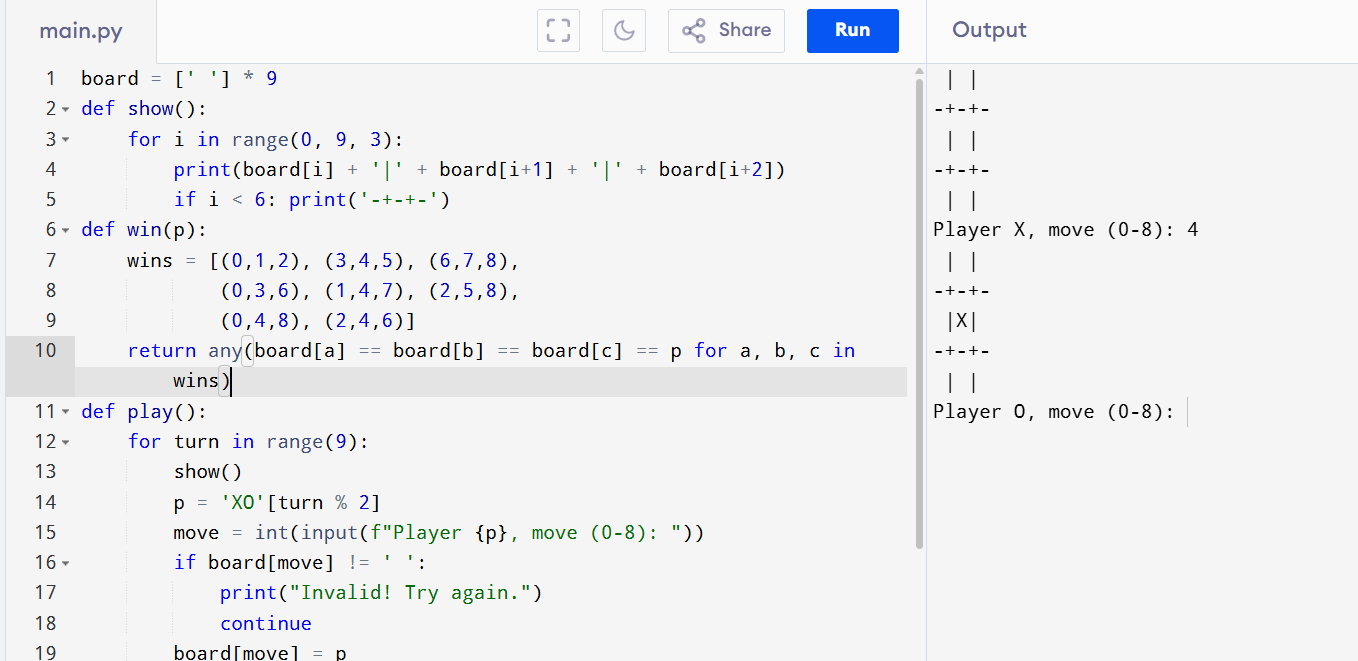 main.py
Share
Run
Output
1 board = [' '] * 9
2 def show():
3     for i in range(0, 9, 3):
4         print(board[i] + '|' + board[i+1] + '|' + board[i+2])
5         if i < 6: print('-+-+-')
6 def win(p):
7     wins = [(0,1,2), (3,4,5), (6,7,8),
8             (0,3,6), (1,4,7), (2,5,8),
9             (0,4,8), (2,4,6)]
10     return any(board[a] == board[b] == board[c] == p for a, b, c in
        wins)
11 def play():
12     for turn in range(9):
13         show()
14         p = 'XO'[turn % 2]
15         move = int(input(f"Player {p}, move (0-8): "))
16         if board[move] != ' ':
17             print("Invalid! Try again.")
18             continue
19         board[move] = p
 | | 
-+-+-
 | | 
-+-+-
 | | 
Player X, move (0-8): 4
 | | 
-+-+-
 |X| 
-+-+-
 | | 
Player O, move (0-8):